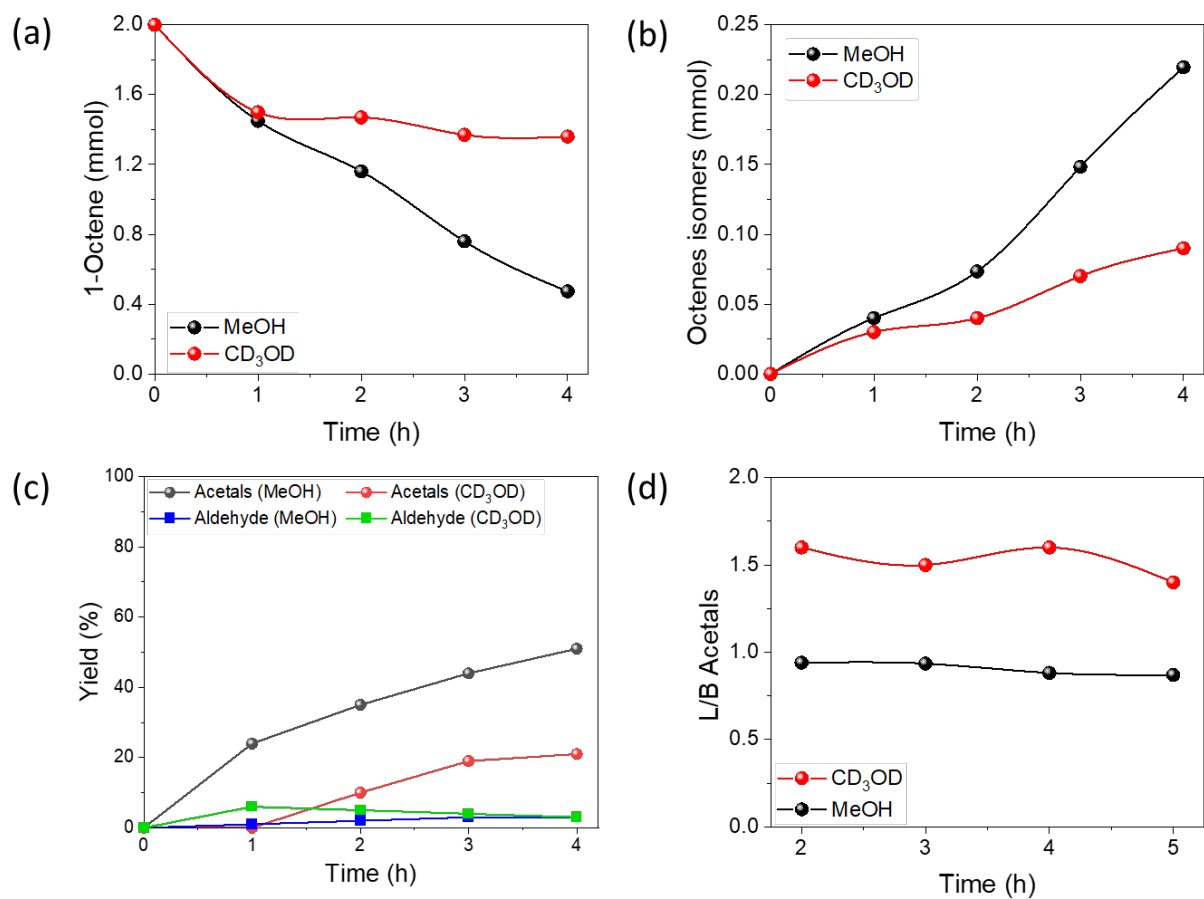 (a)
2.0
1.6
1.2
0.8
0.4
0.0
1-Octene (mmol)
MeOH
CD₃OD
0 1 2 3 4
Time (h)
(b)
0.25
0.20
0.15
0.10
0.05
0.00
Octenes isomers (mmol)
MeOH
CD₃OD
0 1 2 3 4
Time (h)
(c)
100
80
60
40
20
0
Yield (%)
Acetals (MeOH) Acetals (CD₃OD)
Aldehyde (MeOH) Aldehyde (CD₃OD)
0 1 2 3 4
Time (h)
(d)
2.0
1.5
1.0
0.5
0.0
L/B Acetals
CD₃OD
MeOH
2 3 4 5
Time (h)